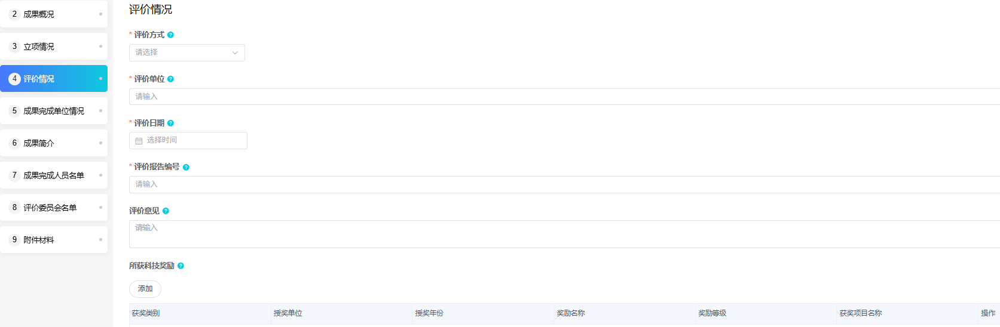 2 成果概况
3 立项情况
4 评价情况
5 成果完成单位情况
6 成果简介
7 成果完成人员名单
8 评价委员会名单
9 附件材料
评价情况
* 评价方式 ?
请选择
* 评价单位 ?
请输入
* 评价日期 ?
选择时间
* 评价报告编号 ?
请输入
评价意见 ?
请输入
所获科技奖励 ?
添加
获奖类别 授奖单位 授奖年份 奖励名称 奖励等级 获奖项目名称 操作